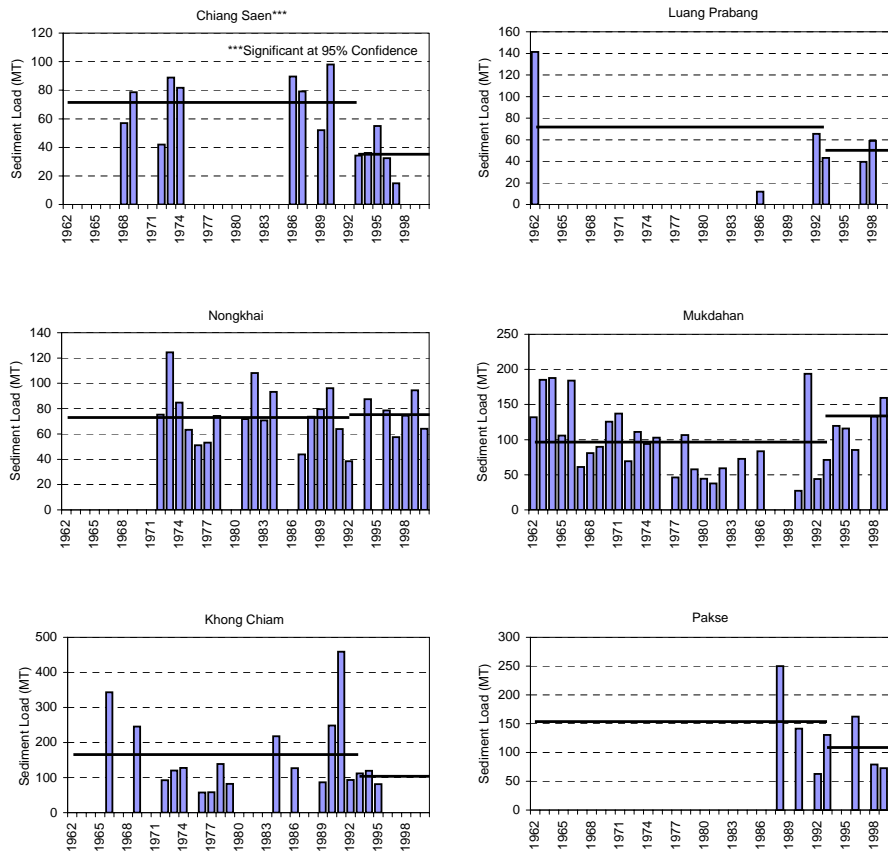 Chiang Saen***
***Significant at 95% Confidence
Sediment Load (MT)
120
100
80
60
40
20
0
1962 1965 1968 1971 1974 1977 1980 1983 1986 1989 1992 1995 1998
Luang Prabang
Sediment Load (MT)
160
140
120
100
80
60
40
20
0
1962 1965 1968 1971 1974 1977 1980 1983 1986 1989 1992 1995 1998
Nongkhai
Sediment Load (MT)
140
120
100
80
60
40
20
0
1962 1965 1968 1971 1974 1977 1980 1983 1986 1989 1992 1995 1998
Mukdahan
Sediment Load (MT)
250
200
150
100
50
0
1962 1965 1968 1971 1974 1977 1980 1983 1986 1989 1992 1995 1998
Khong Chiam
Sediment Load (MT)
500
400
300
200
100
0
1962 1965 1968 1971 1974 1977 1980 1983 1986 1989 1992 1995 1998
Pakse
Sediment Load (MT)
300
250
200
150
100
50
0
1962 1965 1968 1971 1974 1977 1980 1983 1986 1989 1992 1995 1998